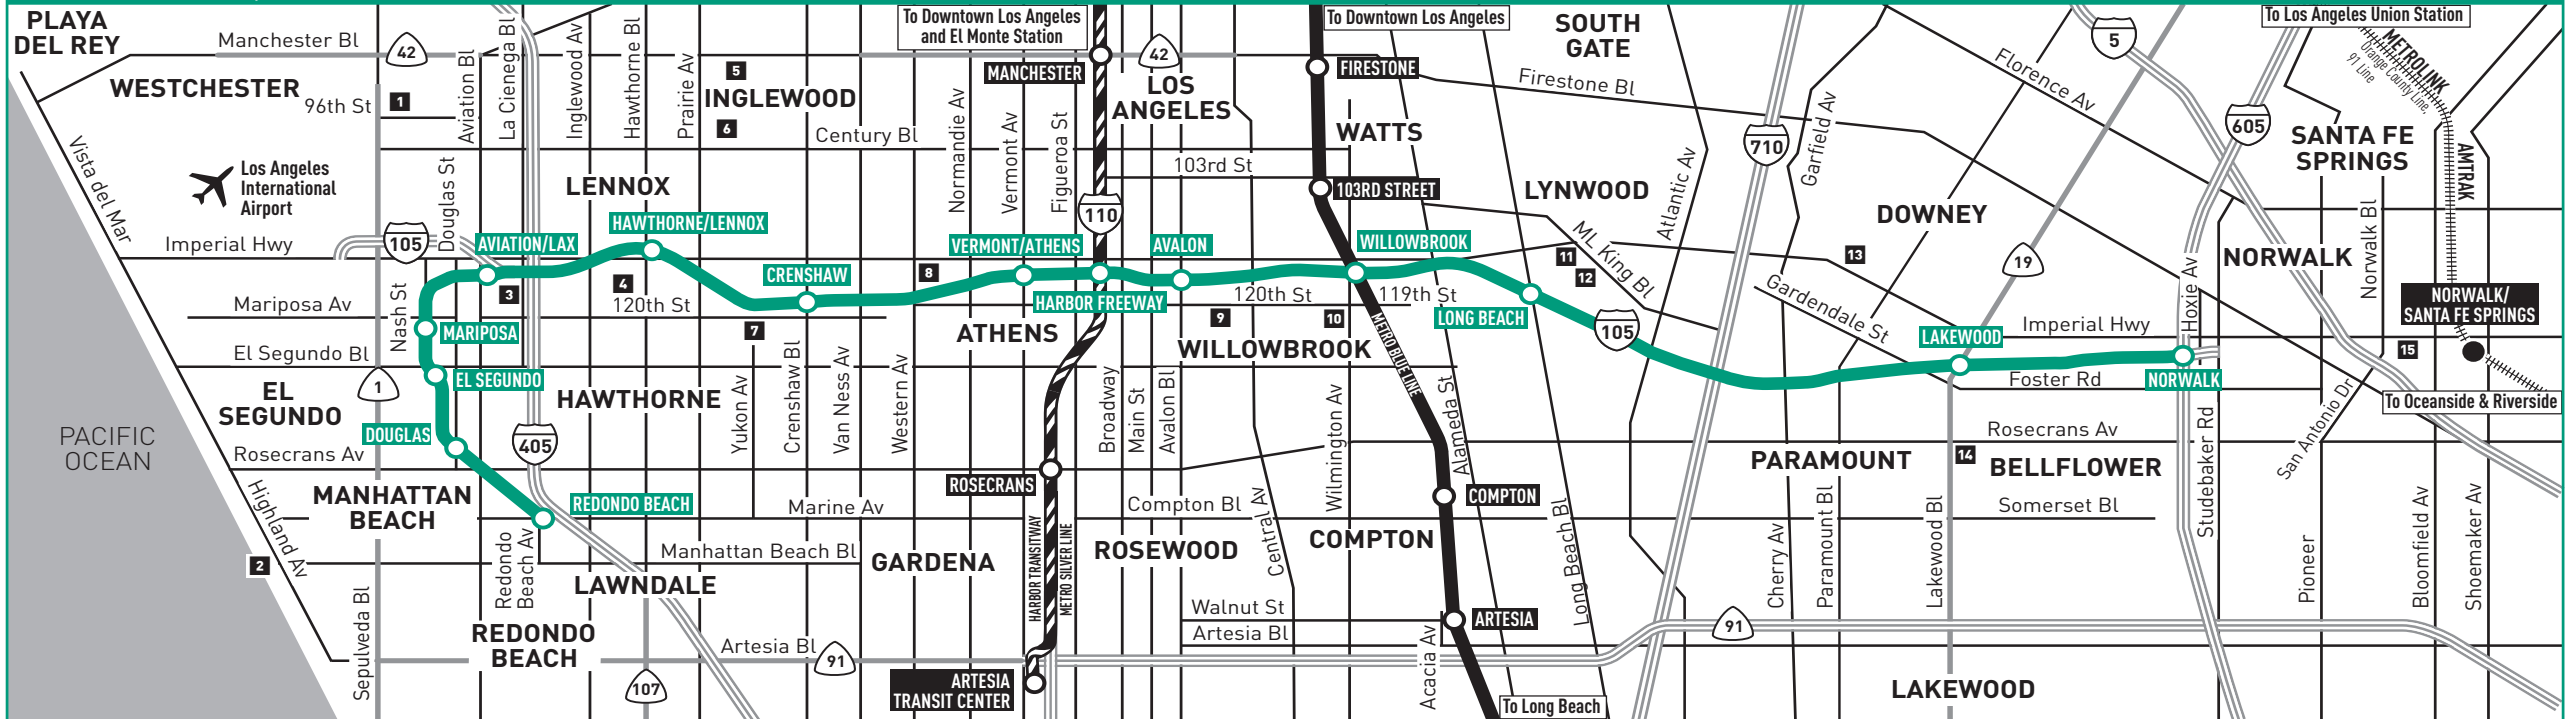 PLAYA
DEL REY
Manchester Bl
42
WESTCHESTER
96th St
1
Aviation Bl
La Cienega Bl
Inglewood Av
Hawthorne Bl
Prairie Av
5
INGLEWOOD
6
Century Bl
To Downtown Los Angeles
and El Monte Station
MANCHESTER
42
LOS
ANGELES
Normandie Av
Vermont Av
Figueroa St
103rd St
110
To Downtown Los Angeles
FIRESTONE
WATTS
103RD STREET
SOUTH
GATE
Firestone Bl
LYNWOOD
Atlantic Av
710
Garfield Av
Florence Av
5
DOWNEY
605
To Los Angeles Union Station
METROLINK
Orange County Line,
91 Line
SANTA FE
SPRINGS
AMTRAK
Norwalk Bl
NORWALK
Vista del Mar
Los Angeles
International
Airport
Douglas St
LENNOX
HAWTHORNE/LENNOX
Imperial Hwy
105
AVIATION/LAX
3
4
120th St
CRENSHAW
8
VERMONT/ATHENS
HARBOR FREEWAY
AVALON
120th St
WILLOWBROOK
119th St
LONG BEACH
11
12
ML King Bl
13
19
Gardendale St
105
LAKEWOOD
Imperial Hwy
Hoxie Av
NORWALK/
SANTA FE SPRINGS
15
Mariposa Av
Nash St
MARIPOSA
7
ATHENS
9
10
WILLOWBROOK
METRO BLUE LINE
Foster Rd
NORWALK
To Oceanside & Riverside
El Segundo Bl
1
EL SEGUNDO
EL
SEGUNDO
HAWTHORNE
Yukon Av
Crenshaw Bl
Van Ness Av
Western Av
Broadway
Main St
Avalon Bl
Wilmington Av
Alameda St
PACIFIC
OCEAN
DOUGLAS
405
Rosecrans Av
Rosecrans Av
San Antonio Dr
Studebaker Rd
PARAMOUNT
14
BELLFLOWER
Highland Av
MANHATTAN
BEACH
REDONDO BEACH
Marine Av
ROSECRANS
Compton Bl
Central Av
COMPTON
Long Beach Bl
Somerset Bl
2
Redondo
Beach Av
Manhattan Beach Bl
GARDENA
HARBOR TRANSITWAY
METRO SILVER LINE
ROSEWOOD
COMPTON
Cherry Av
Paramount Bl
Lakewood Bl
Pioneer
Bloomfield Av
Shoemaker Av
Sepulveda Bl
LAWNDALE
Walnut St
ARTESIA
91
REDONDO
BEACH
Artesia Bl
91
Artesia Bl
Acacia Av
107
ARTESIA
TRANSIT CENTER
To Long Beach
LAKEWOOD